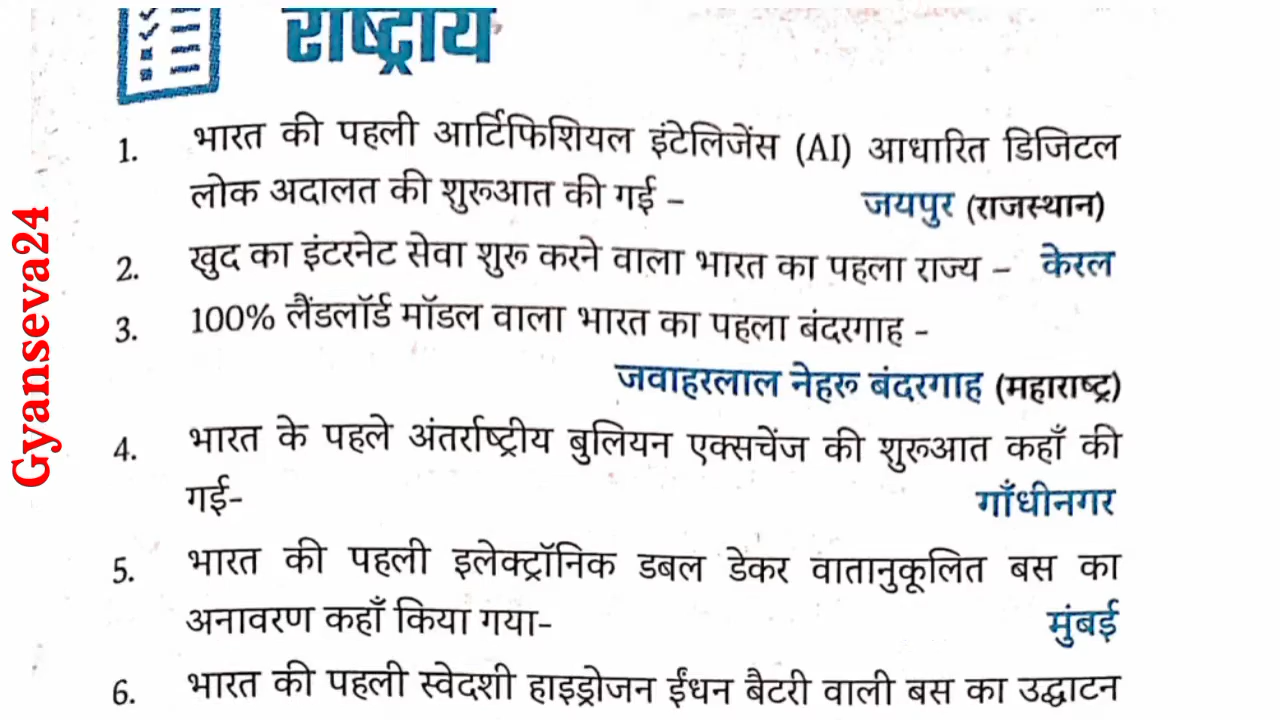 राष्ट्रीय
1. भारत की पहली आर्टिफिशियल इंटेलिजेंस (AI) आधारित डिजिटल
लोक अदालत की शुरूआत की गई – जयपुर (राजस्थान)
2. खुद का इंटरनेट सेवा शुरू करने वाला भारत का पहला राज्य – केरल
3. 100% लैंडलॉर्ड मॉडल वाला भारत का पहला बंदरगाह –
जवाहरलाल नेहरू बंदरगाह (महाराष्ट्र)
4. भारत के पहले अंतर्राष्ट्रीय बुलियन एक्सचेंज की शुरूआत कहाँ की
गई- गाँधीनगर
5. भारत की पहली इलेक्ट्रॉनिक डबल डेकर वातानुकूलित बस का
अनावरण कहाँ किया गया- मुंबई
6. भारत की पहली स्वेदशी हाइड्रोजन ईंधन बैटरी वाली बस का उद्घाटन
Gyanseva24